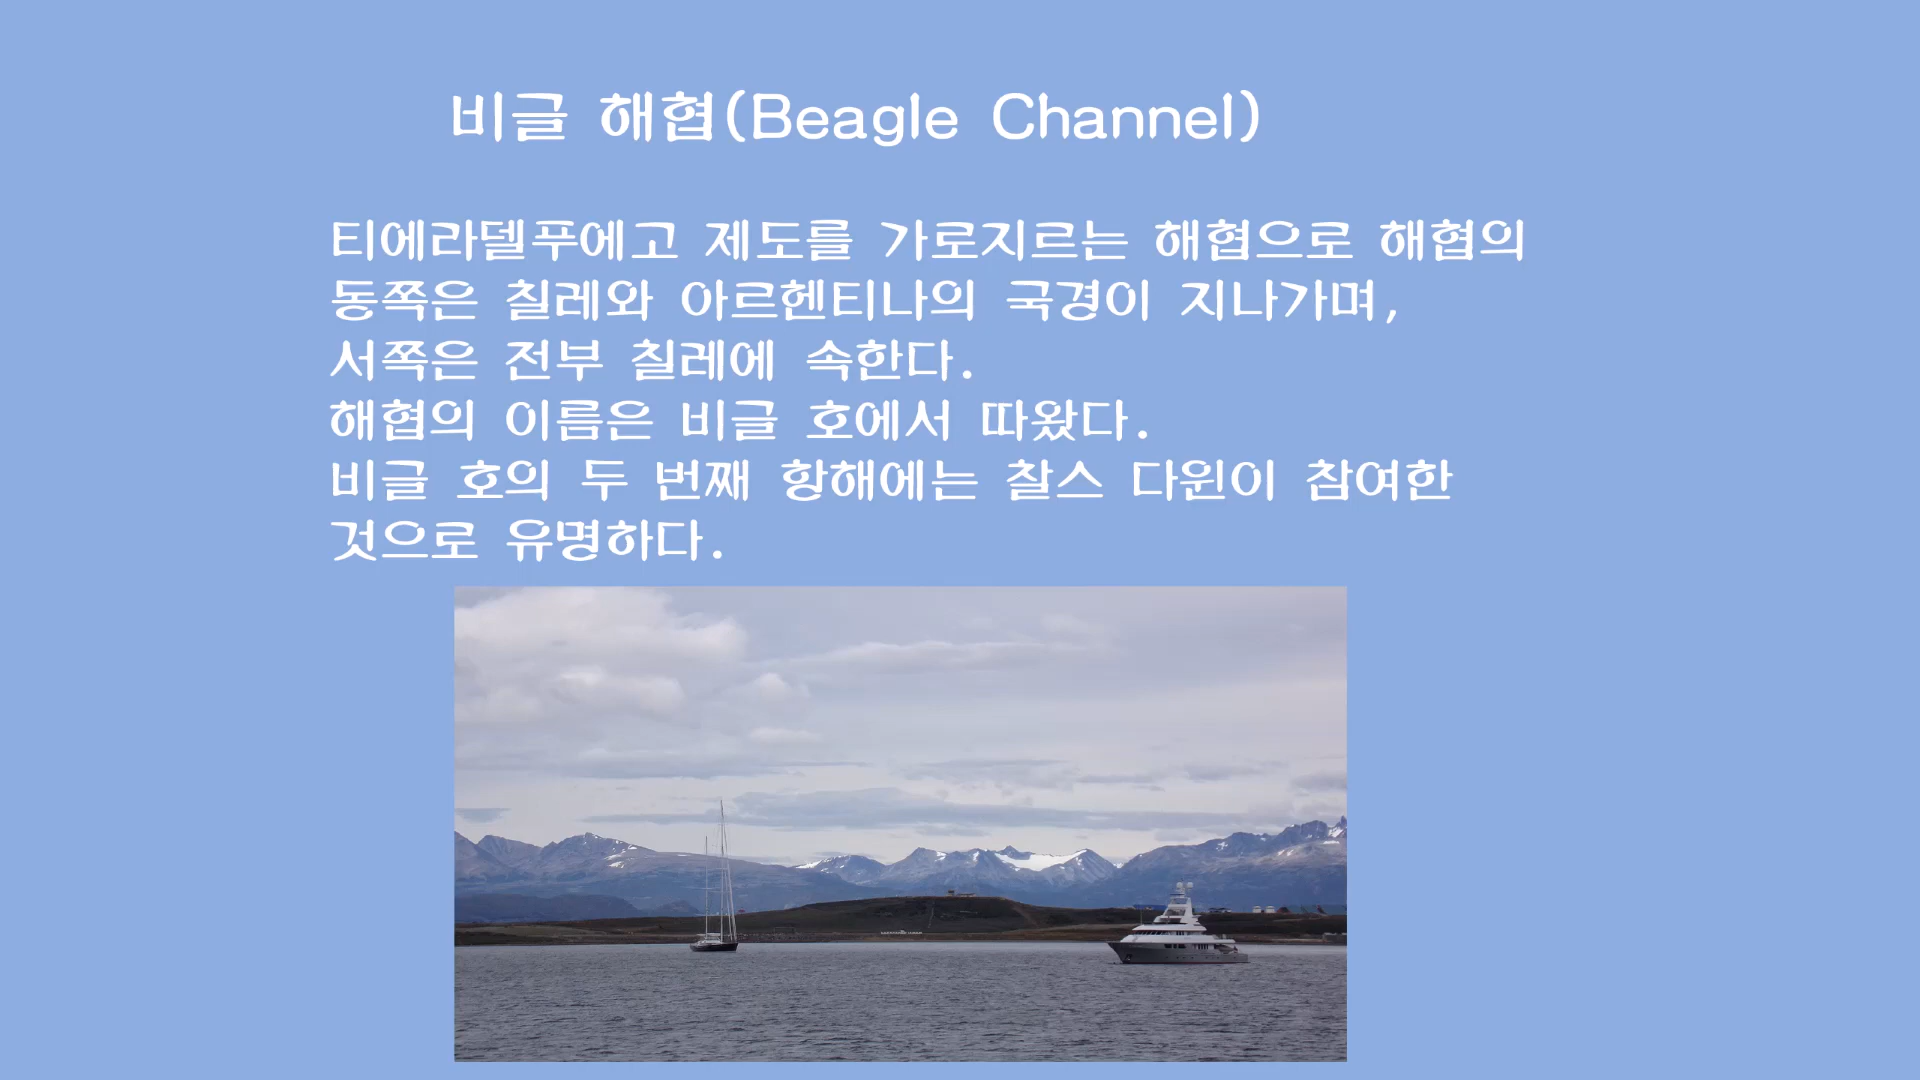 비글 해협(Beagle Channel)
티에라델푸에고 제도를 가로지르는 해협으로 해협의
동쪽은 칠레와 아르헨티나의 국경이 지나가며,
서쪽은 전부 칠레에 속한다.
해협의 이름은 비글 호에서 따왔다.
비글 호의 두 번째 항해에는 찰스 다윈이 참여한
것으로 유명하다.